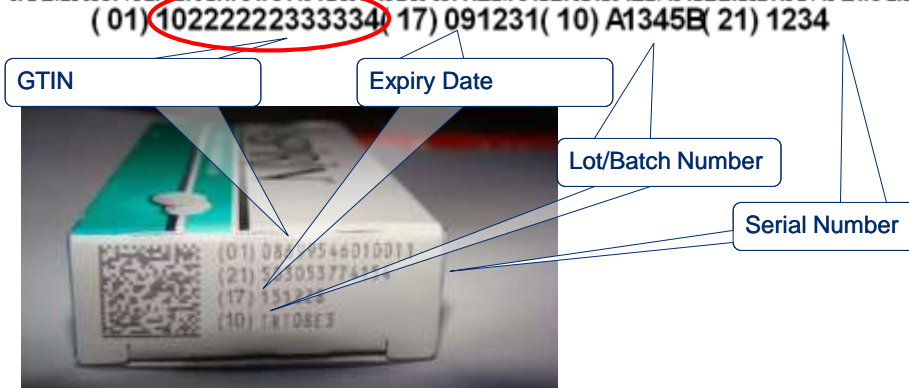 ( 01) 10222222333334( 17) 091231( 10) A1345B( 21) 1234
GTIN
Expiry Date
Lot/Batch Number
Serial Number
(01)
(21)
(17)
(10) TRT08E3